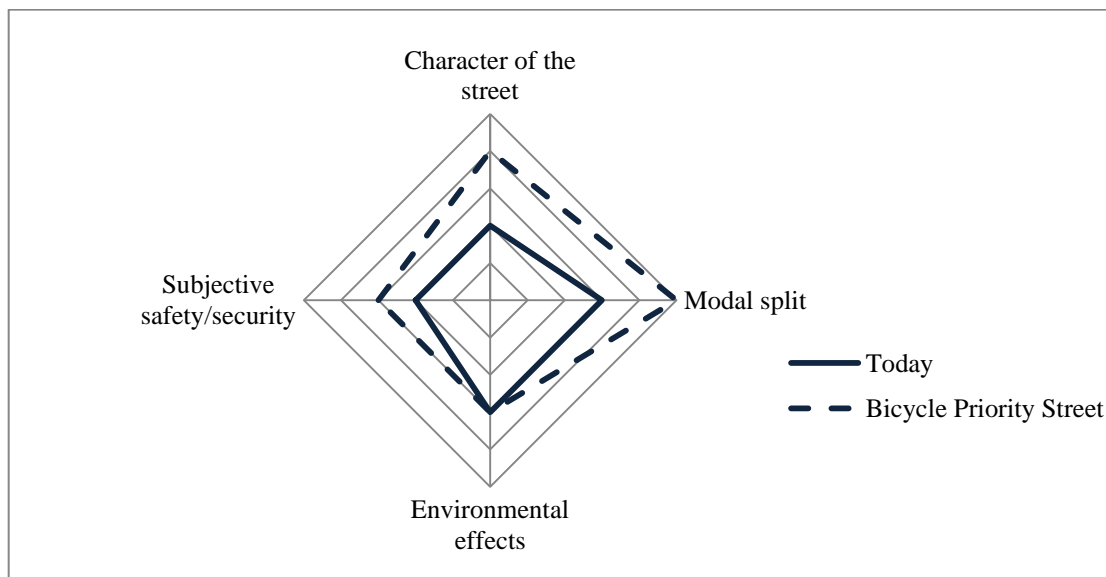 Character of the
street
Subjective
safety/security
Modal split
Today
Bicycle Priority Street
Environmental
effects